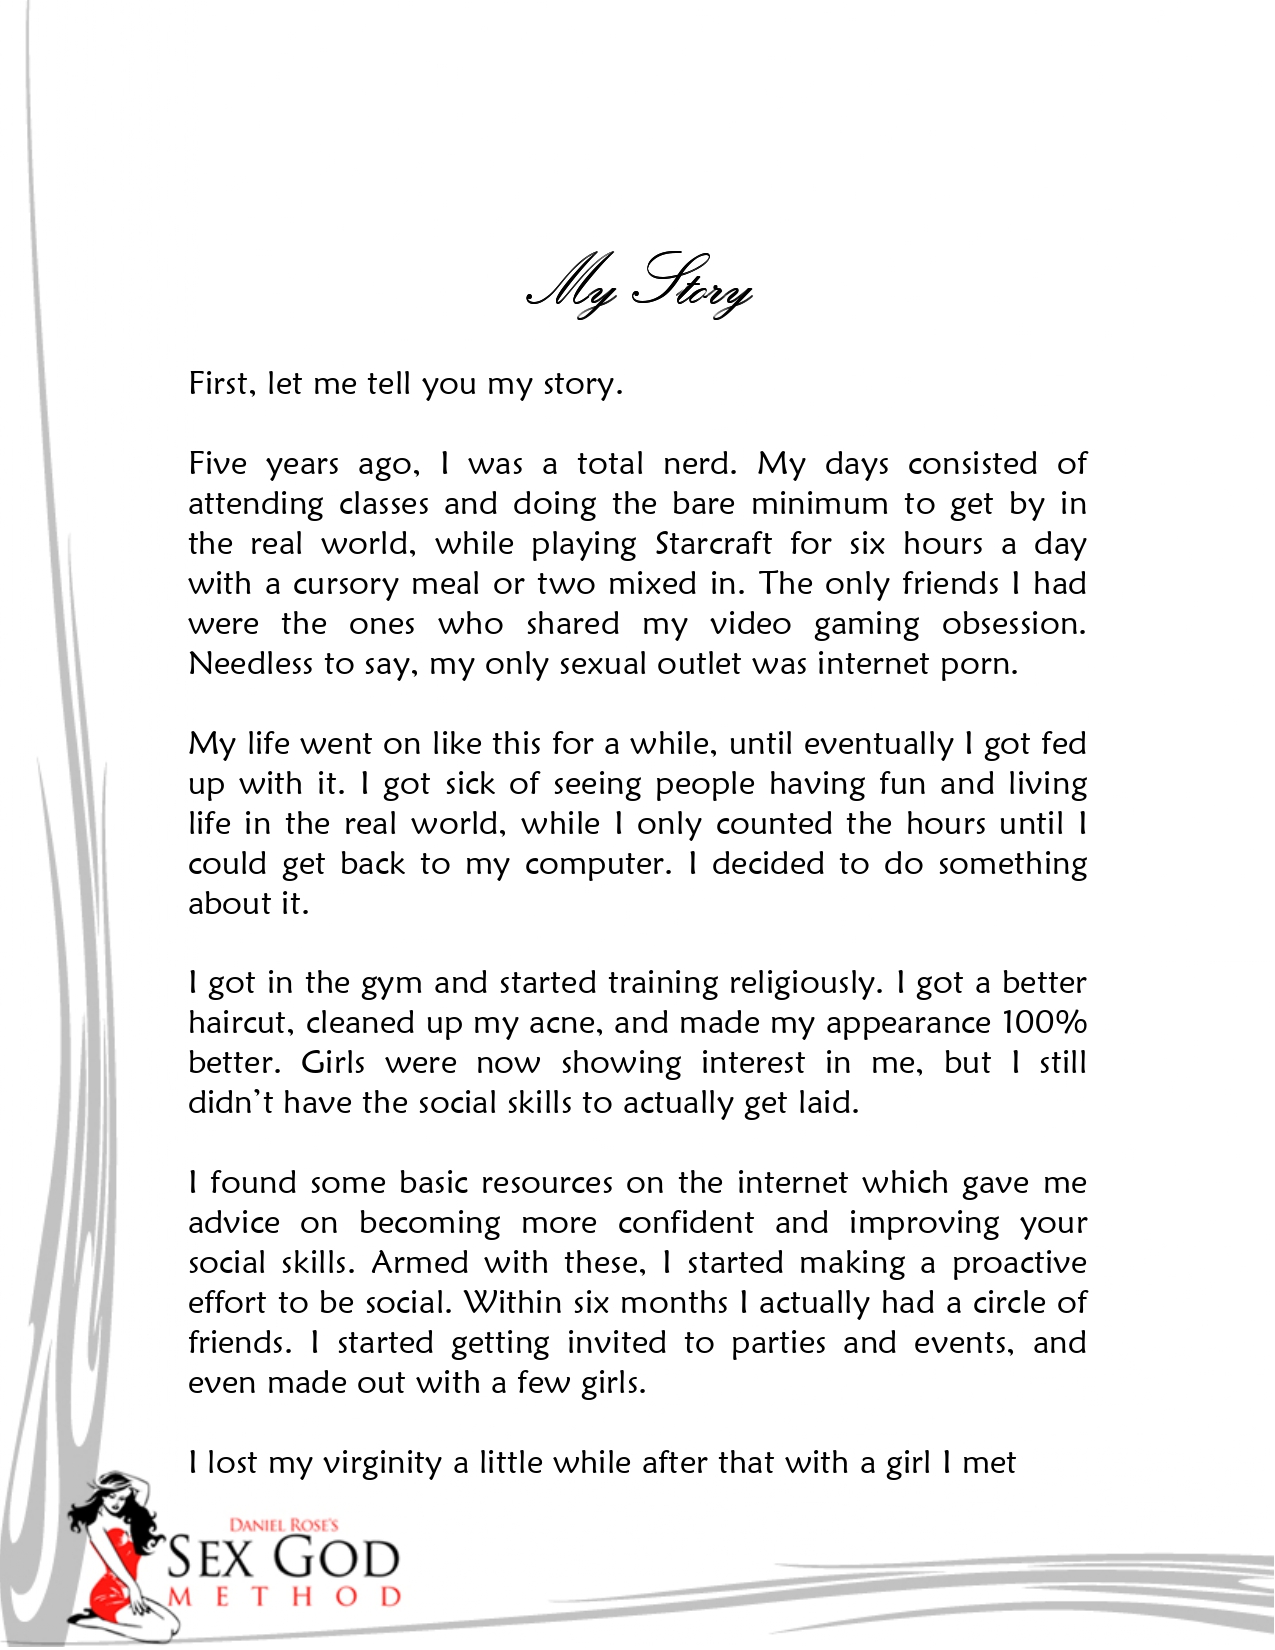 My Story
First, let me tell you my story.
Five years ago, I was a total nerd. My days consisted of
attending classes and doing the bare minimum to get by in
the real world, while playing Starcraft for six hours a day
with a cursory meal or two mixed in. The only friends I had
were the ones who shared my video gaming obsession.
Needless to say, my only sexual outlet was internet porn.
My life went on like this for a while, until eventually I got fed
up with it. I got sick of seeing people having fun and living
life in the real world, while I only counted the hours until I
could get back to my computer. I decided to do something
about it.
I got in the gym and started training religiously. I got a better
haircut, cleaned up my acne, and made my appearance 100%
better. Girls were now showing interest in me, but I still
didn’t have the social skills to actually get laid.
I found some basic resources on the internet which gave me
advice on becoming more confident and improving your
social skills. Armed with these, I started making a proactive
effort to be social. Within six months I actually had a circle of
friends. I started getting invited to parties and events, and
even made out with a few girls.
I lost my virginity a little while after that with a girl I met
DANIEL ROSE'S
SEX GOD
METHOD